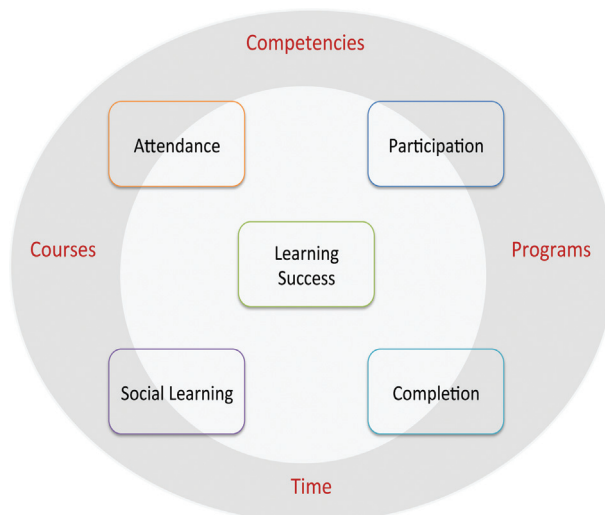 Competencies
Attendance
Participation
Courses
Learning
Success
Programs
Social Learning
Completion
Time